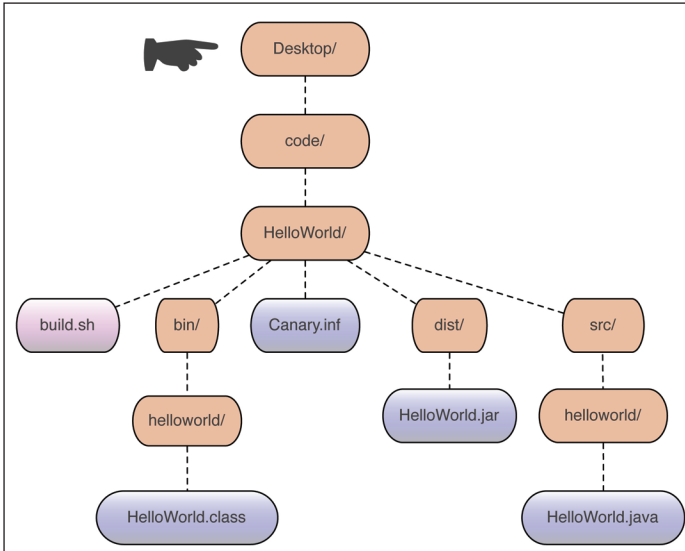 Desktop/
code/
HelloWorld/
build.sh
bin/
Canary.inf
dist/
src/
helloworld/
HelloWorld.jar
helloworld/
HelloWorld.class
HelloWorld.java